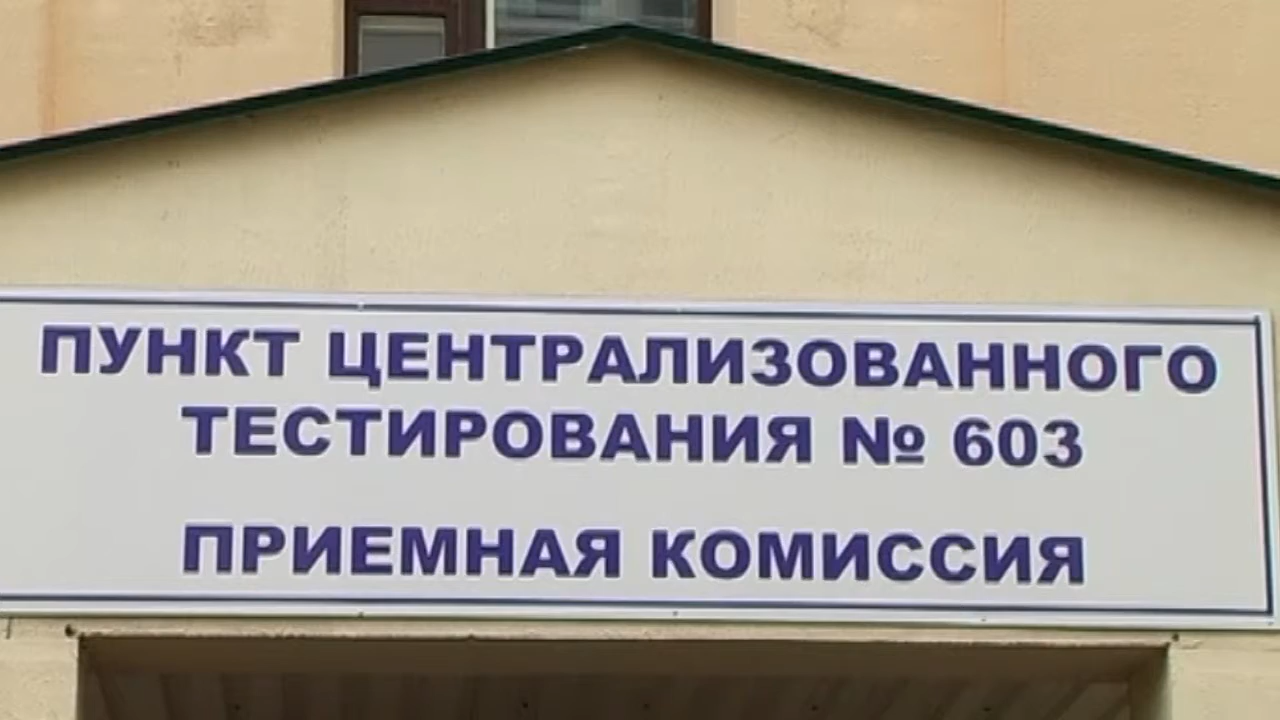 ПУНКТ ЦЕНТРАЛИЗОВАННОГО
ТЕСТИРОВАНИЯ № 603
ПРИЕМНАЯ КОМИССИЯ